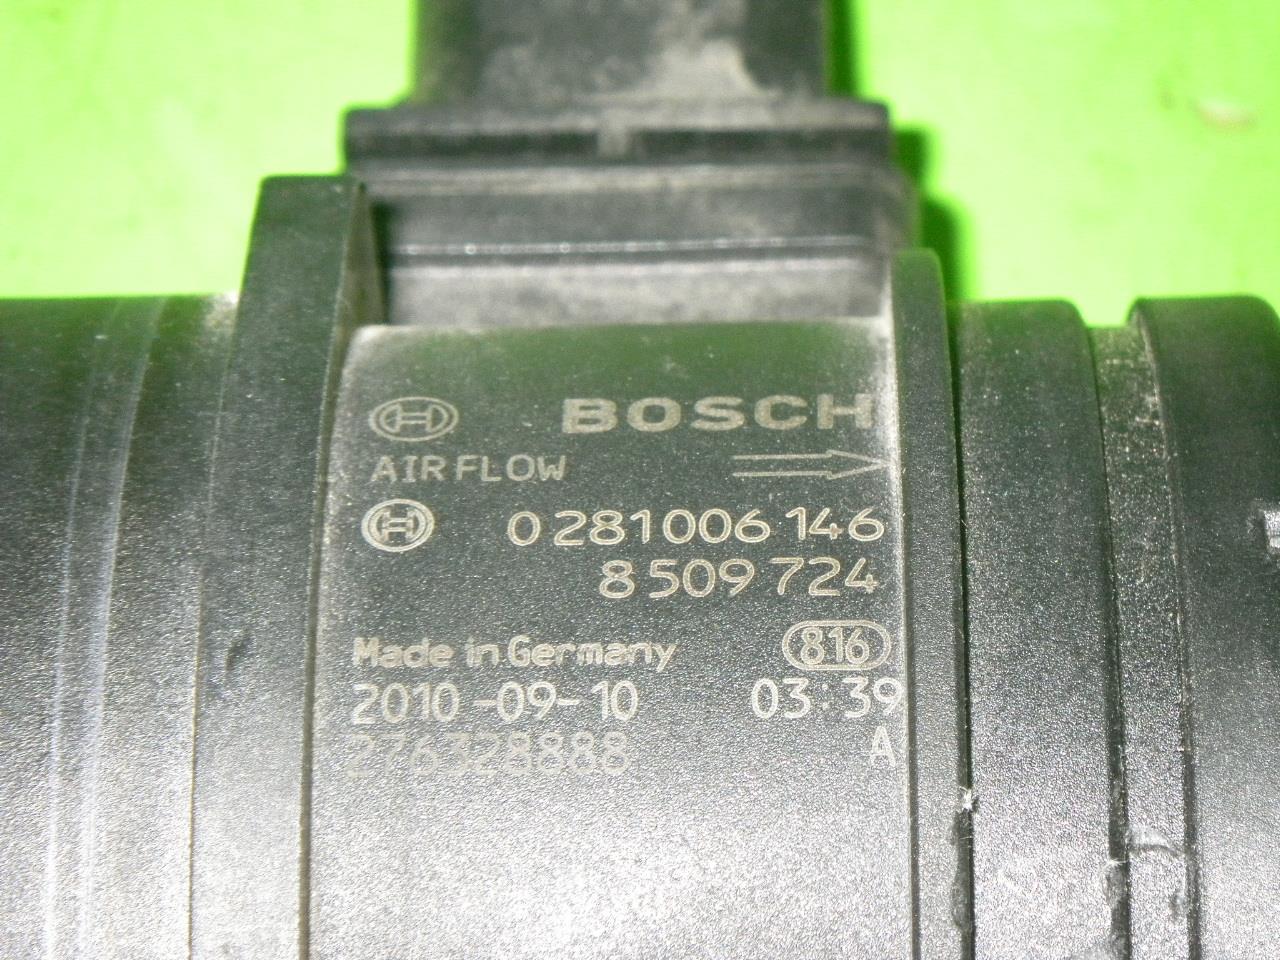 BOSCH
AIR FLOW
0 281 006 146
8 509 724
Made in Germany 816
2010-09-10 03:39
276328888 A